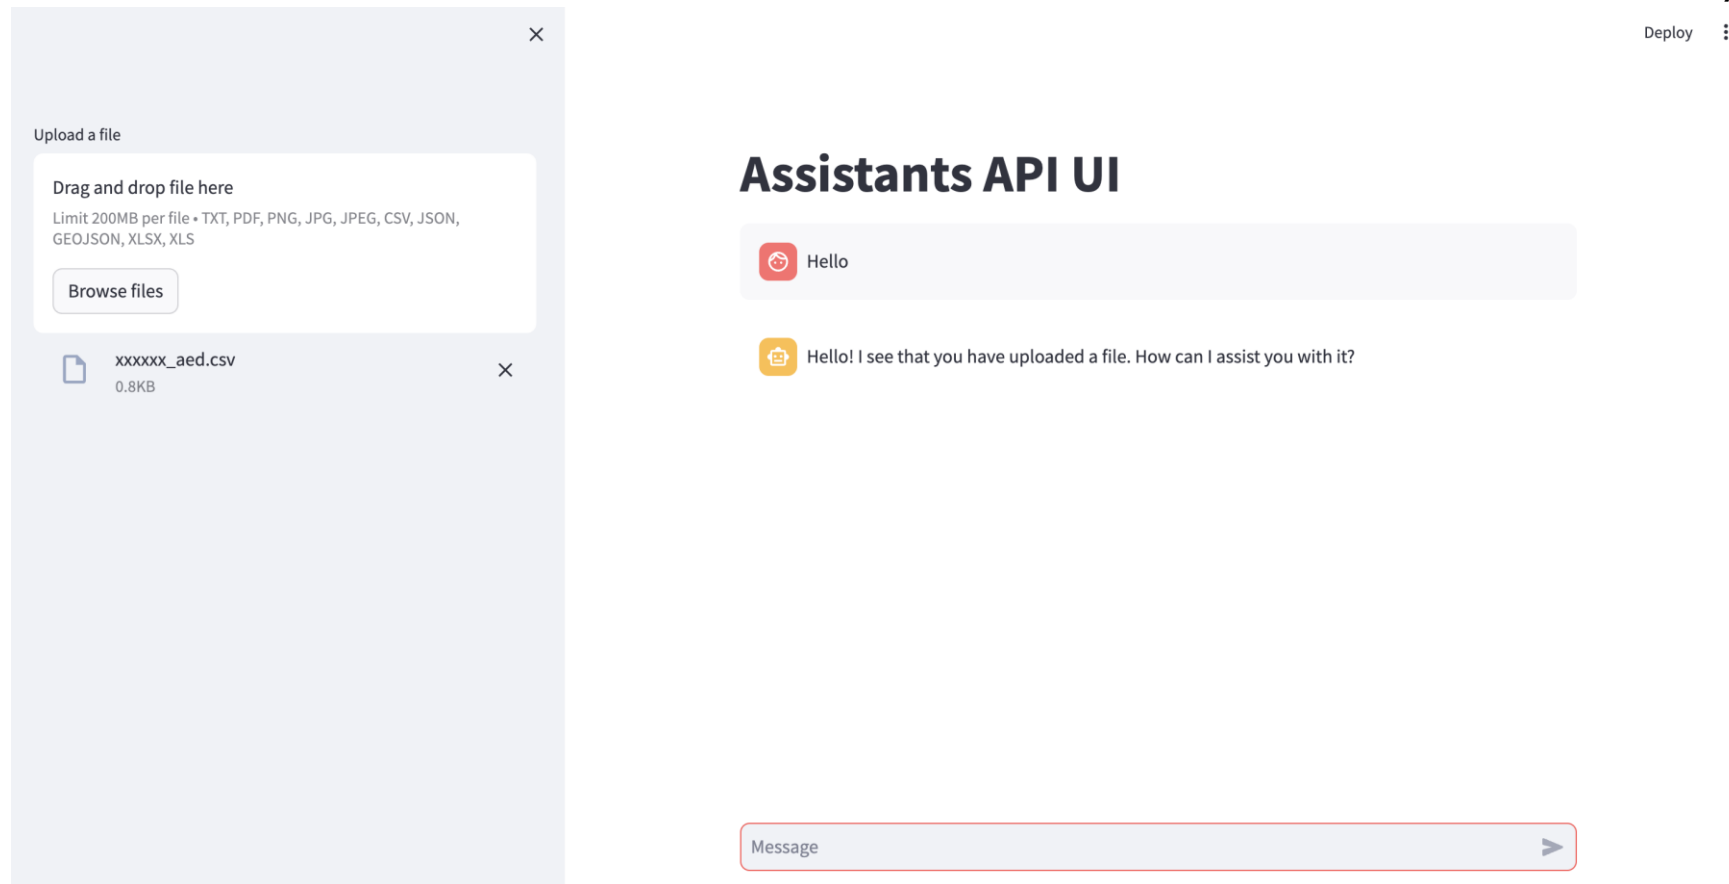 Deploy
Upload a file
Drag and drop file here
Limit 200MB per file • TXT, PDF, PNG, JPG, JPEG, CSV, JSON,
GEOJSON, XLSX, XLS
Browse files
xxxxxx_aed.csv
0.8KB
Assistants API UI
Hello
Hello! I see that you have uploaded a file. How can I assist you with it?
Message